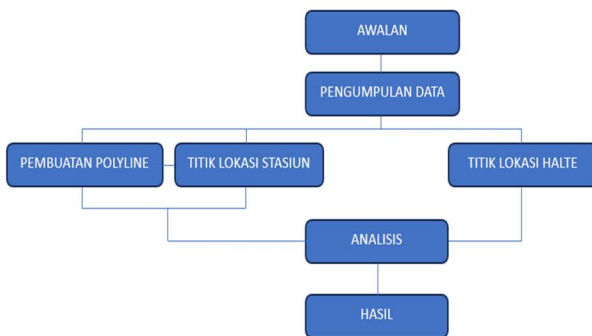 AWALAN
PENGUMPULAN DATA
PEMBUATAN POLYLINE
TITIK LOKASI STASIUN
TITIK LOKASI HALTE
ANALISIS
HASIL